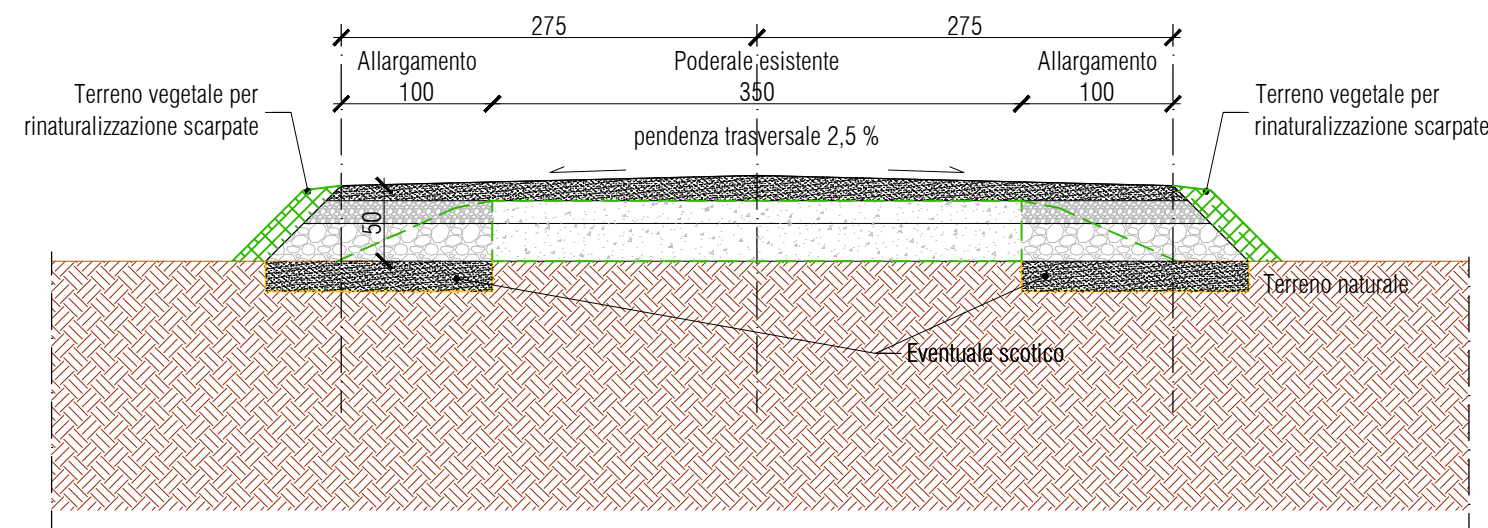 275
275
Allargamento
Poderale esistente
Allargamento
100
350
100
Terreno vegetale per
rinaturalizzazione scarpate
Terreno vegetale per
rinaturalizzazione scarpate
pendenza trasversale 2,5 %
50
Terreno naturale
Eventuale scotico